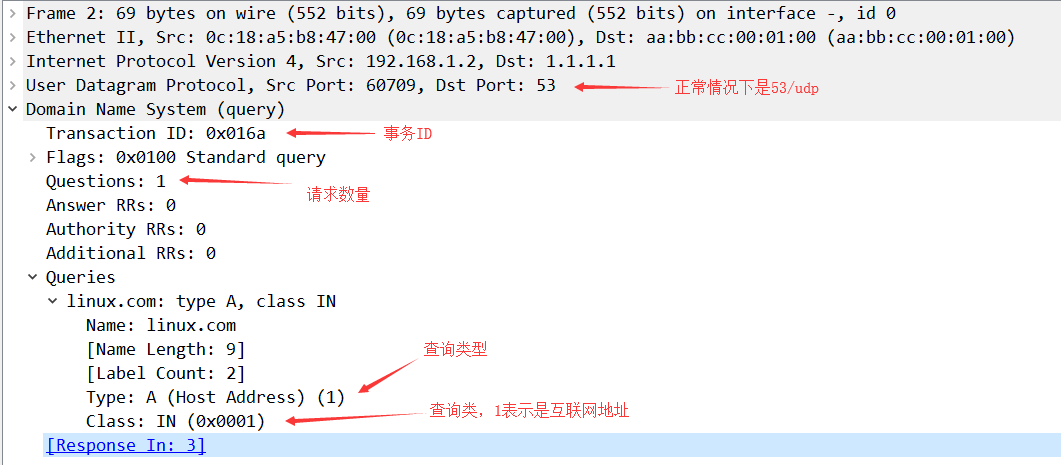 Frame 2: 69 bytes on wire (552 bits), 69 bytes captured (552 bits) on interface -, id 0
Ethernet II, Src: 0c:18:a5:b8:47:00 (0c:18:a5:b8:47:00), Dst: aa:bb:cc:00:01:00 (aa:bb:cc:00:01:00)
Internet Protocol Version 4, Src: 192.168.1.2, Dst: 1.1.1.1
User Datagram Protocol, Src Port: 60709, Dst Port: 53 正常情况下是53/udp
Domain Name System (query)
Transaction ID: 0x016a 事务ID
Flags: 0x0100 Standard query
Questions: 1 请求数量
Answer RRs: 0
Authority RRs: 0
Additional RRs: 0
Queries
linux.com: type A, class IN
Name: linux.com
[Name Length: 9]
[Label Count: 2]
Type: A (Host Address) (1) 查询类型
Class: IN (0x0001) 查询类，1表示是互联网地址
[Response In: 3]